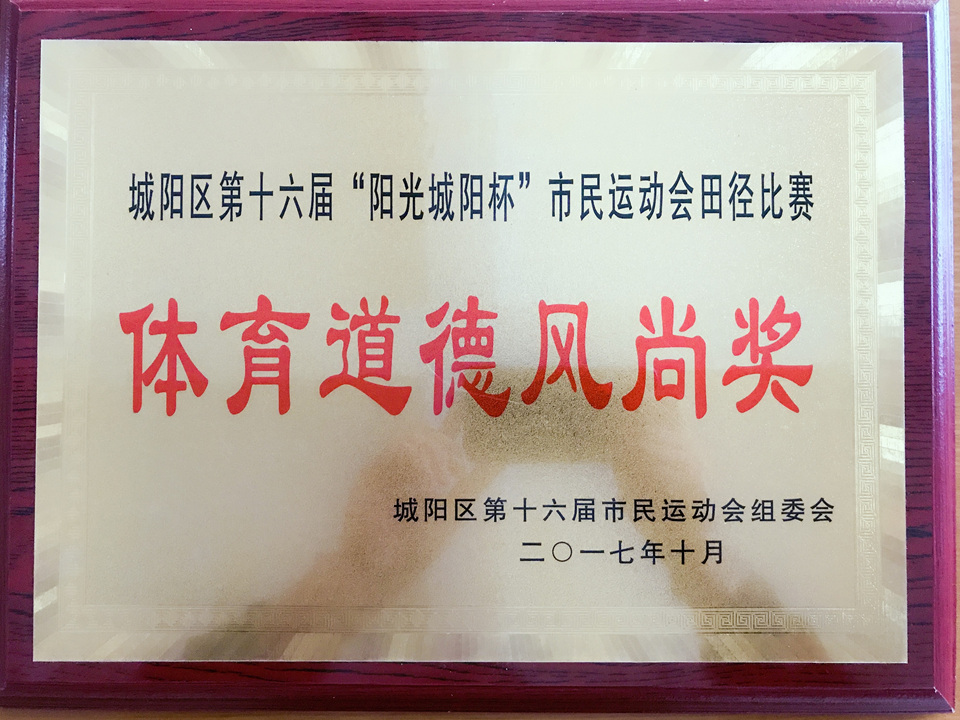 城阳区第十六届“阳光城阳杯”市民运动会田径比赛
体育道德风尚奖
城阳区第十六届市民运动会组委会
二〇一七年十月